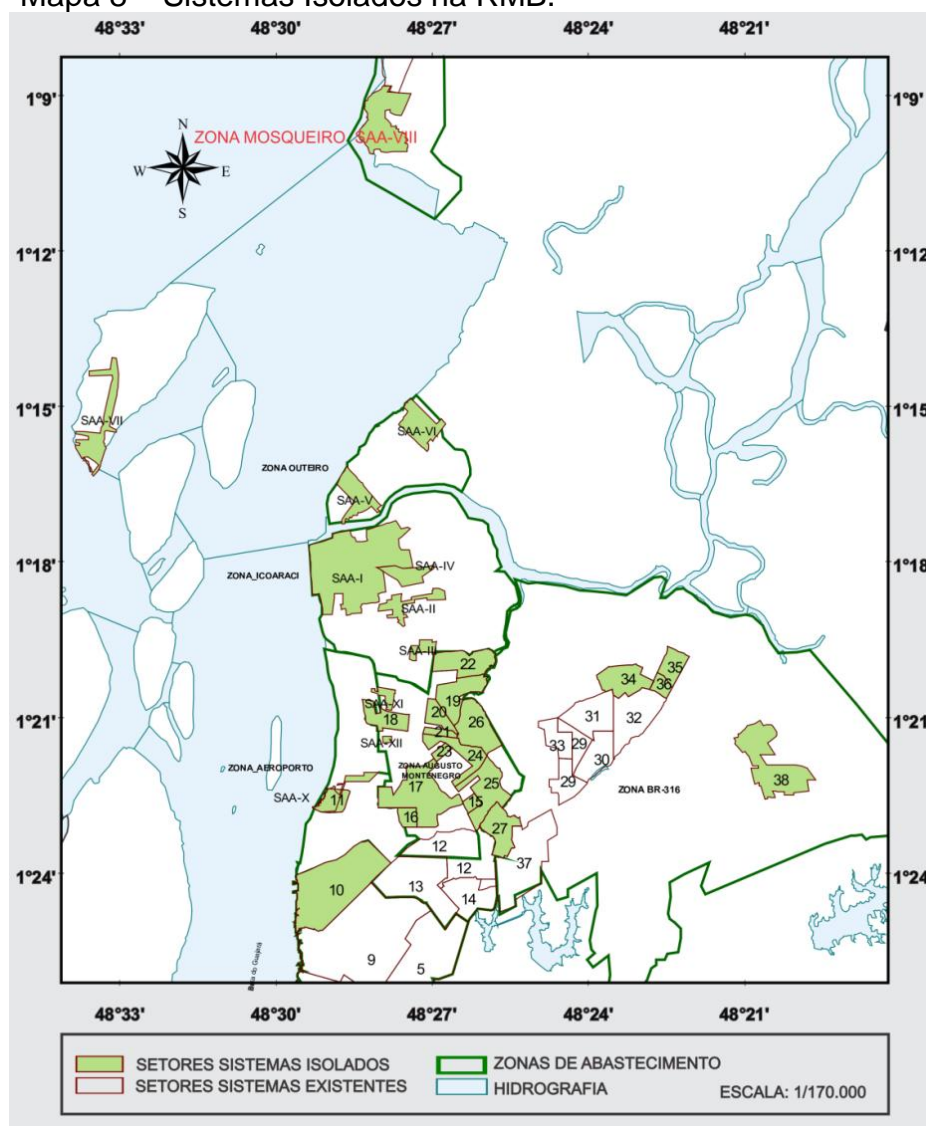 Mapa 8 – Sistemas Isolados na RMB.
48°33' 48°30' 48°27' 48°24' 48°21'
1°9' 1°9'
N
W E
S
ZONA MOSQUEIRO SAA-VIII
1°12' 1°12'
1°15' 1°15'
SAA-VII
SAA-VI
ZONA OUTEIRO
SAA-V
1°18' 1°18'
ZONA_ICOARACI
SAA-I
SAA-IV
SAA-II
SAA-III
22
34
35
36
19
20
26
31
32
1°21' 1°21'
SAA-XI
18
21
SAA-XII
23
33
29
30
24
ZONA_AEROPORTO
ZONA AUGUSTO
MONTENEGRO
17
25
29
ZONA BR-316
38
SAA-X
11
15
16
27
12
37
1°24' 1°24'
10
12
13
14
9
5
48°33' 48°30' 48°27' 48°24' 48°21'
SETORES SISTEMAS ISOLADOS
SETORES SISTEMAS EXISTENTES
ZONAS DE ABASTECIMENTO
HIDROGRAFIA
ESCALA: 1/170.000